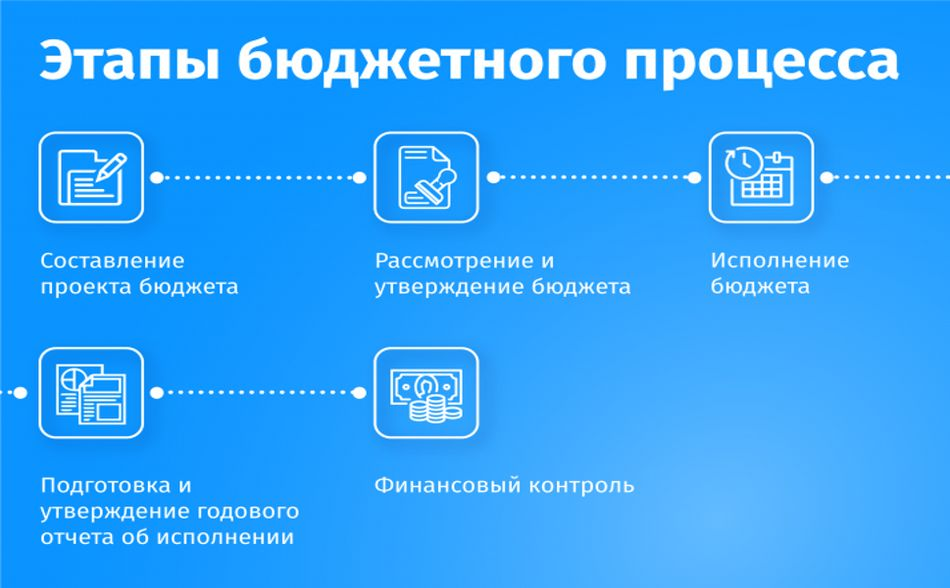 Этапы бюджетного процесса
Составление
проекта бюджета
Рассмотрение и
утверждение бюджета
Исполнение
бюджета
Подготовка и
утверждение годового
отчета об исполнении
Финансовый контроль